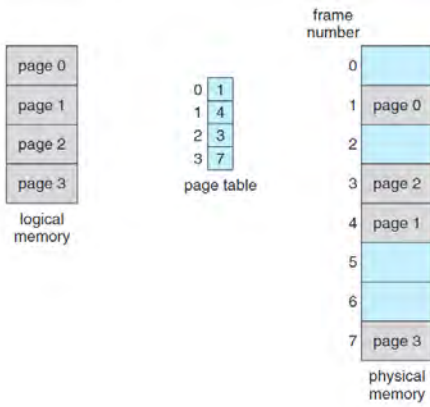 frame
number
page 0
page 1
page 2
page 3
logical
memory
0 1
1 4
2 3
3 7
page table
0
1 page 0
2
3 page 2
4 page 1
5
6
7 page 3
physical
memory